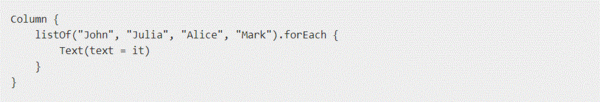 Column {
    listOf("John", "Julia", "Alice", "Mark").forEach {
        Text(text = it)
    }
}